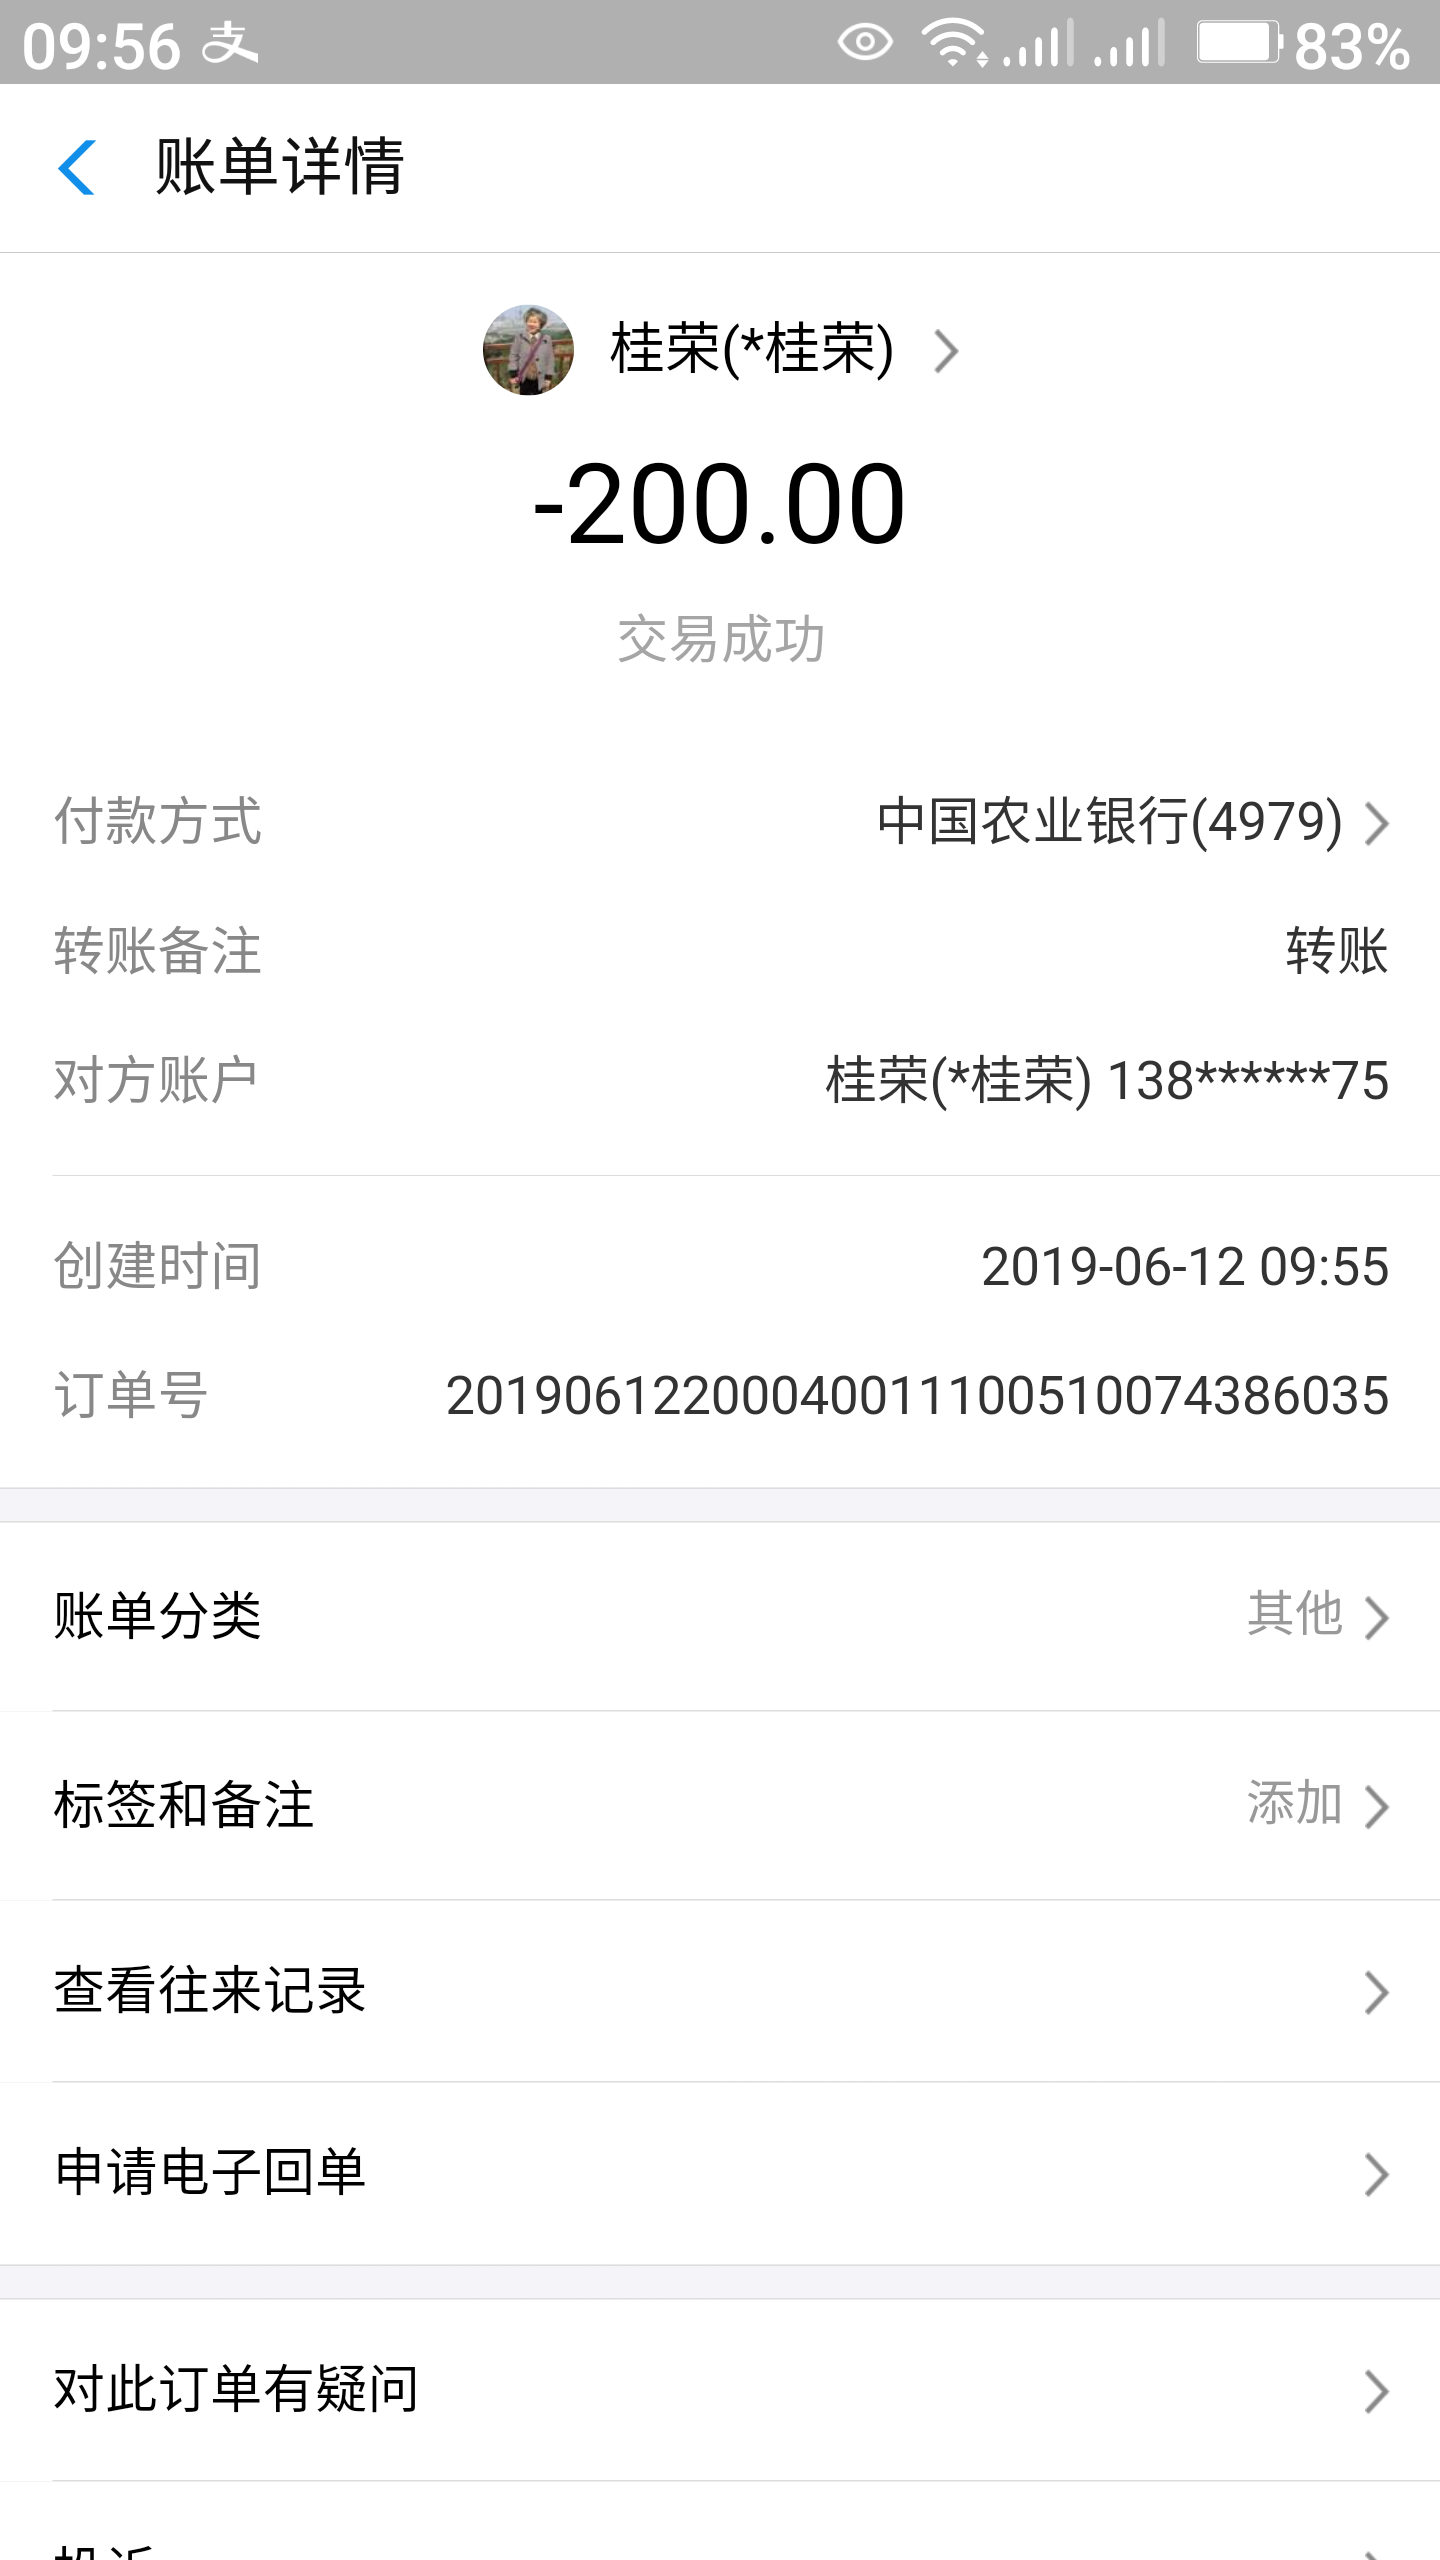 09:56 支 83%
账单详情
桂荣(*桂荣)
-200.00
交易成功
付款方式 中国农业银行(4979)
转账备注 转账
对方账户 桂荣(*桂荣) 138******75
创建时间 2019-06-12 09:55
订单号 20190612200040011100510074386035
账单分类 其他
标签和备注 添加
查看往来记录
申请电子回单
对此订单有疑问
投诉